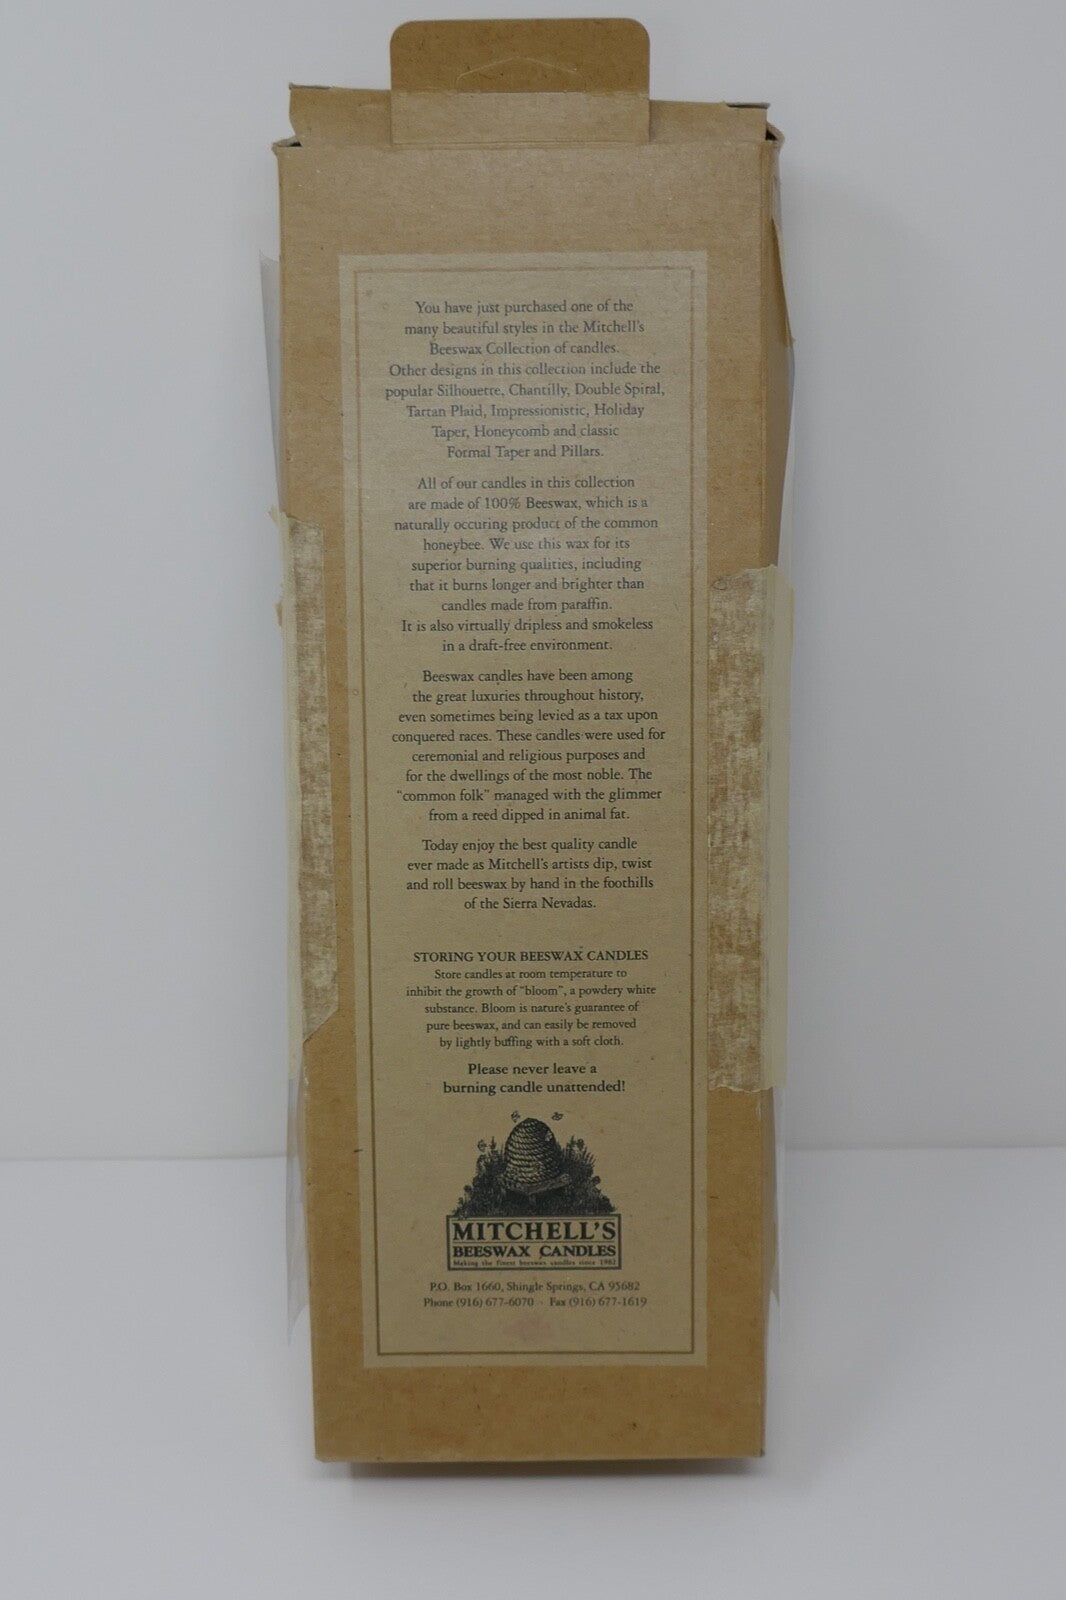 You have just purchased one of the
many beautiful styles in the Mitchell's
Beeswax Collection of candles.
Other designs in this collection include the
popular Silhouette, Chantilly, Double Spiral,
Tartan Plaid, Impressionistic, Holiday
Taper, Honeycomb and classic
Formal Taper and Pillars.
All of our candles in this collection
are made of 100% Beeswax, which is a
naturally occuring product of the common
honeybee. We use this wax for its
superior burning qualities, including
that it burns longer and brighter than
candles made from paraffin.
It is also virtually dripless and smokeless
in a draft-free environment.
Beeswax candles have been among
the great luxuries throughout history,
even sometimes being levied as a tax upon
conquered races. These candles were used for
ceremonial and religious purposes and
for the dwellings of the most noble. The
"common folk" managed with the glimmer
from a reed dipped in animal fat.
Today enjoy the best quality candle
ever made as Mitchell's artists dip, twist
and roll beeswax by hand in the foothills
of the Sierra Nevadas.
STORING YOUR BEESWAX CANDLES
Store candles at room temperature to
inhibit the growth of "bloom", a powdery white
substance. Bloom is nature's guarantee of
pure beeswax, and can easily be removed
by lightly buffing with a soft cloth.
Please never leave a
burning candle unattended!
MITCHELL'S
BEESWAX CANDLES
Making the finest beeswax candles since 1982
P.O. Box 1660, Shingle Springs, CA 95682
Phone (916) 677-6070 · Fax (916) 677-1619